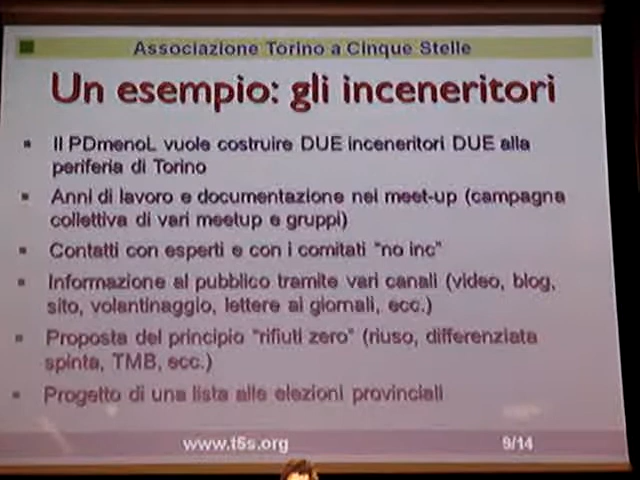 Associazione Torino a Cinque Stelle
Un esempio: gli inceneritori
Il PDmenoL vuole costruire DUE inceneritori DUE alla
periferia di Torino
Anni di lavoro e documentazione nei meet-up (campagna
collettiva di vari meetup e gruppi)
Contatti con esperti e con i comitati "no inc"
Informazione al pubblico tramite vari canali (video, blog,
sito, volantinaggio, lettere ai giornali, ecc.)
Proposta del principio "rifiuti zero" (riuso, differenziata
spinta, TMB, ecc.)
Progetto di una lista alle elezioni provinciali
www.t5s.org 9/14